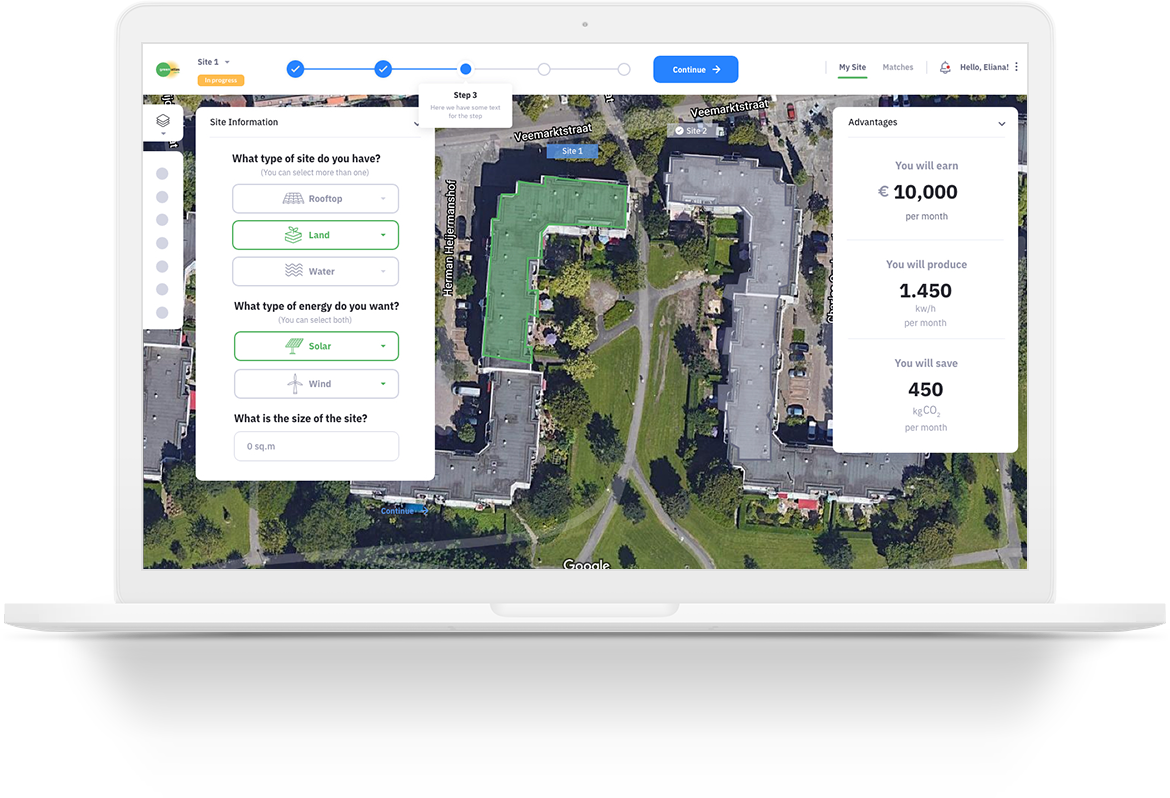 Site 1
In progress
Continue →
My Site
Matches
Hello, Eliana!
Step 3
Here we have some text
for the step
Site Information
What type of site do you have?
(You can select more than one)
Rooftop
Land
Water
What type of energy do you want?
(You can select both)
Solar
Wind
What is the size of the site?
0 sq.m
Continue
Veemarktstraat
Veemarktstraat
Site 1
Site 2
Herman Heijermanshof
Google
Advantages
You will earn
€ 10,000
per month
You will produce
1.450
kw/h
per month
You will save
450
kgCO₂
per month